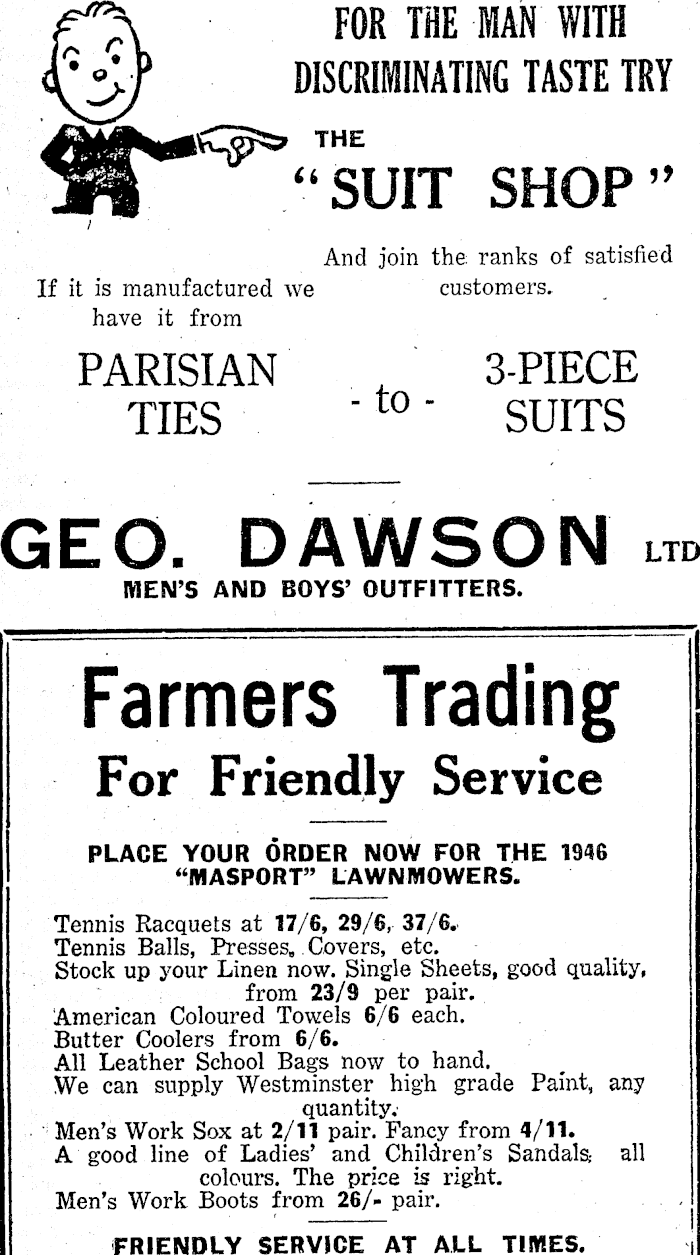 FOR THE MAN WITH
DISCRIMINATING TASTE TRY
THE
“SUIT SHOP”
And join the ranks of satisfied
customers.
If it is manufactured we
have it from
PARISIAN
TIES
- to -
3-PIECE
SUITS
GEO. DAWSON LTD
MEN'S AND BOYS' OUTFITTERS.
Farmers Trading
For Friendly Service
PLACE YOUR ORDER NOW FOR THE 1946
“MASPORT” LAWNMOWERS.
Tennis Racquets at 17/6, 29/6, 37/6.
Tennis Balls, Presses, Covers, etc.
Stock up your Linen now. Single Sheets, good quality,
from 23/9 per pair.
American Coloured Towels 6/6 each.
Butter Coolers from 6/6.
All Leather School Bags now to hand.
We can supply Westminster high grade Paint, any
quantity.
Men's Work Sox at 2/11 pair. Fancy from 4/11.
A good line of Ladies' and Children's Sandals; all
colours. The price is right.
Men's Work Boots from 26/- pair.
FRIENDLY SERVICE AT ALL TIMES.